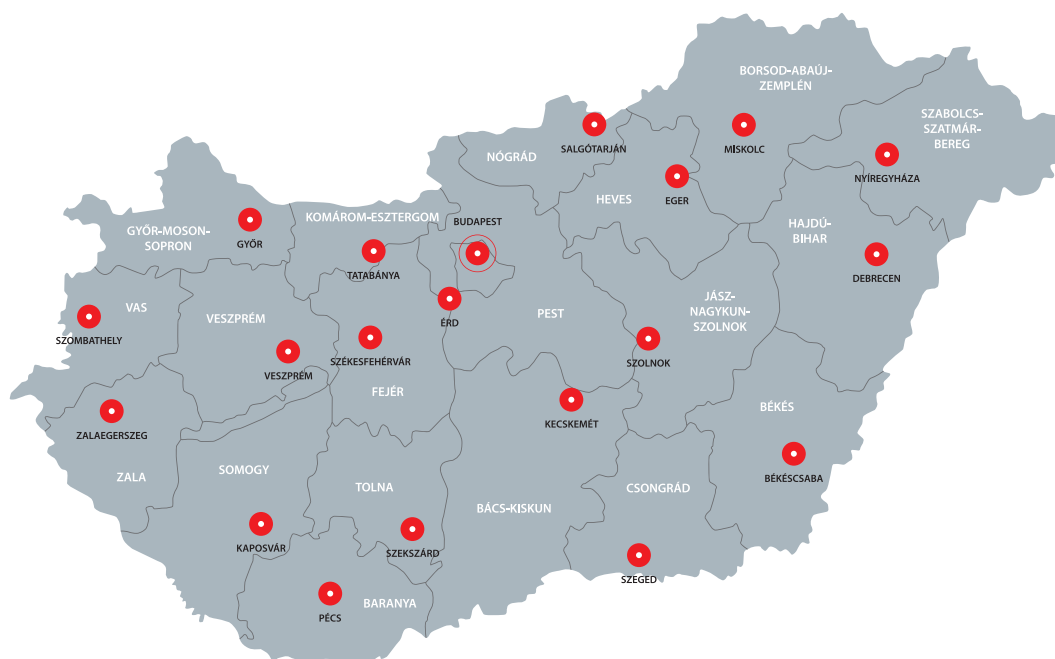 BORSOD-ABAÚJ-
ZEMPLÉN
SZABOLCS-
SZATMÁR-
BEREG
SALGÓTARJÁN
MISKOLC
NÓGRÁD
NYÍREGYHÁZA
HEVES
EGER
KOMÁROM-ESZTERGOM
BUDAPEST
HAJDÚ-
BIHAR
GYŐR-MOSON-
SOPRON
GYŐR
TATABÁNYA
DEBRECEN
VAS
VESZPRÉM
ÉRD
PEST
JÁSZ-
NAGYKUN-
SZOLNOK
SZOMBATHELY
SZÉKESFEHÉRVÁR
SZOLNOK
VESZPRÉM
FEJÉR
BÉKÉS
KECSKEMÉT
ZALAEGERSZEG
SOMOGY
ZALA
TOLNA
CSONGRÁD
BÉKÉSCSABA
BÁCS-KISKUN
KAPOSVÁR
SZEKSZÁRD
SZEGED
BARANYA
PÉCS